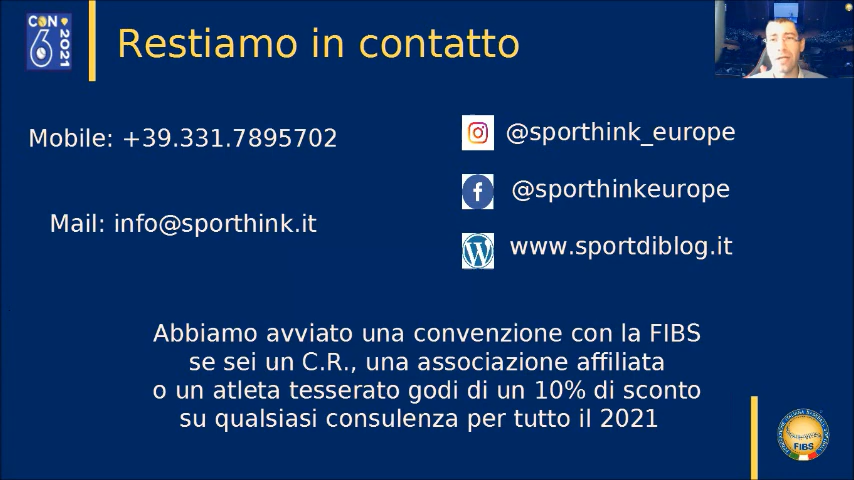 CON
6
2021
Restiamo in contatto
Mobile: +39.331.7895702
Mail: info@sporthink.it
@sporthink_europe
@sporthinkeurope
www.sportdiblog.it
Abbiamo avviato una convenzione con la FIBS
se sei un C.R., una associazione affiliata
o un atleta tesserato godi di un 10% di sconto
su qualsiasi consulenza per tutto il 2021
FIBS